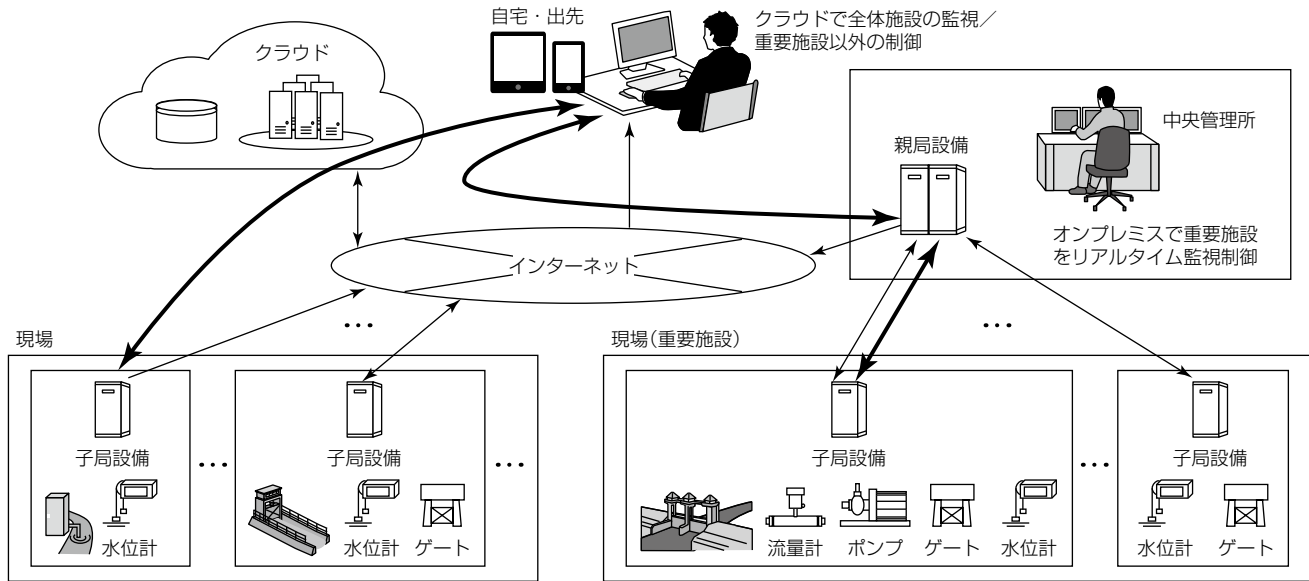 自宅・出先
クラウドで全体施設の監視／
重要施設以外の制御
クラウド
中央管理所
親局設備
オンプレミスで重要施設
をリアルタイム監視制御
インターネット
…
…
現場
現場(重要施設)
子局設備
…
子局設備
…
子局設備
…
子局設備
水位計
水位計
ゲート
流量計
ポンプ
ゲート
水位計
水位計
ゲート